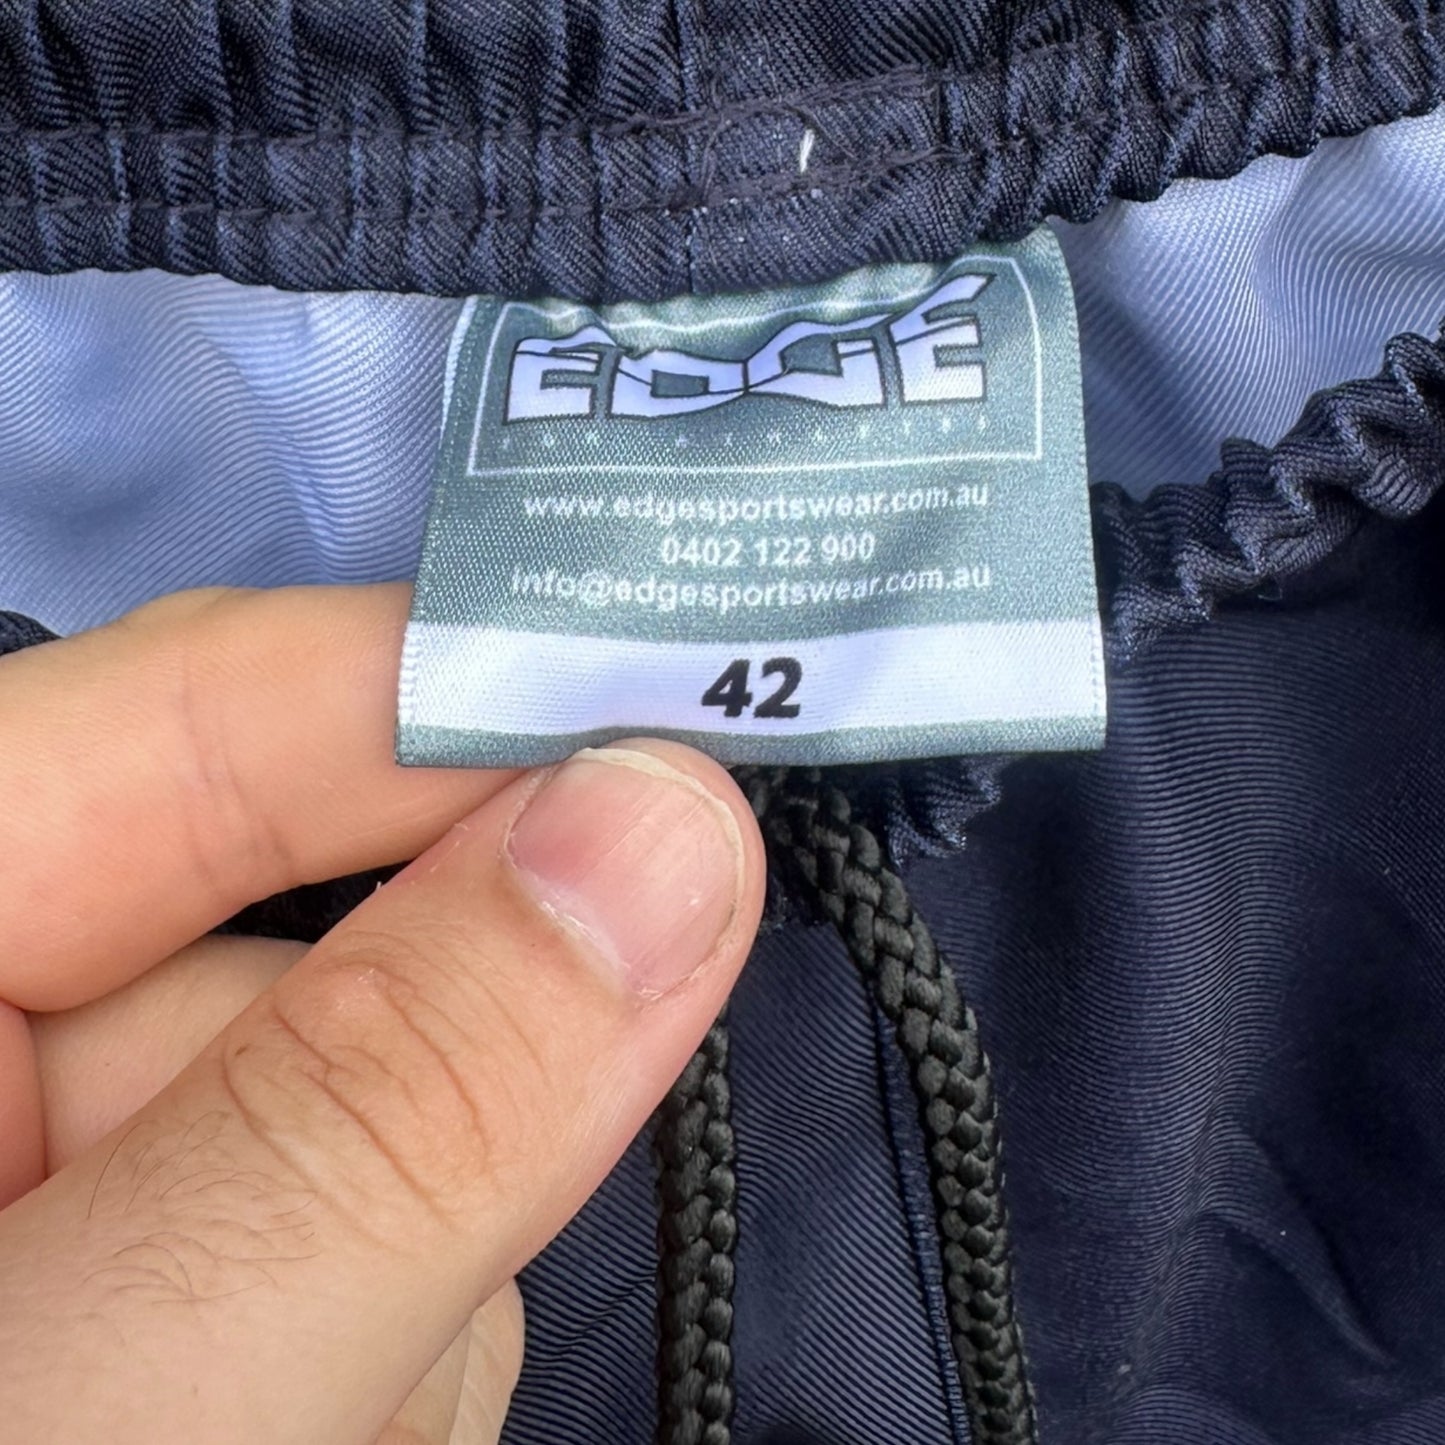 EDGE
www.edgesportswear.com.au
0402 122 900
info@edgesportswear.com.au
42